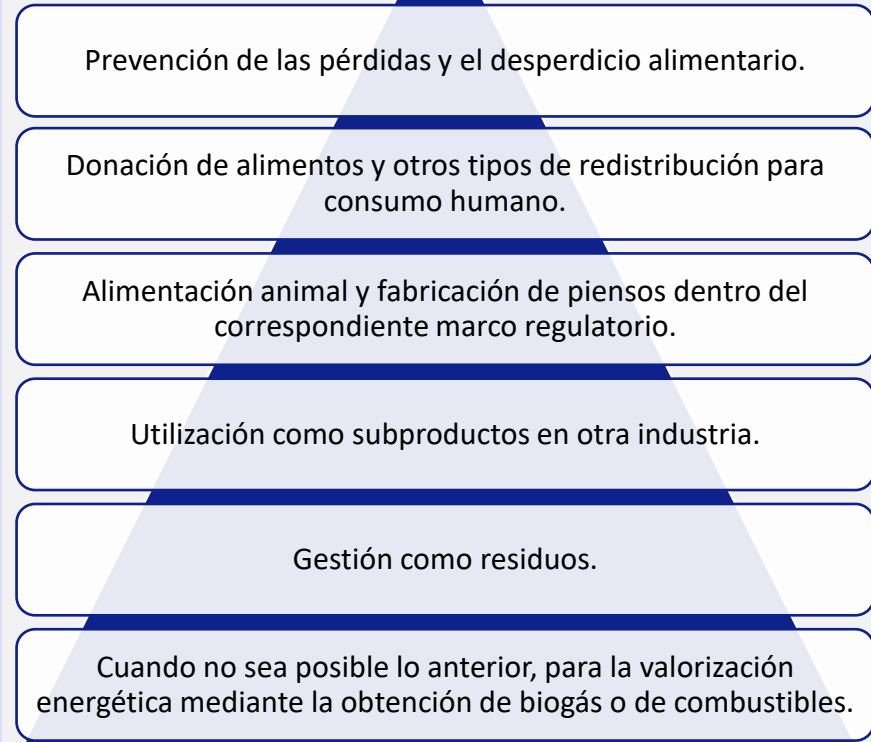 Prevención de las pérdidas y el desperdicio alimentario.
Donación de alimentos y otros tipos de redistribución para
consumo humano.
Alimentación animal y fabricación de piensos dentro del
correspondiente marco regulatorio.
Utilización como subproductos en otra industria.
Gestión como residuos.
Cuando no sea posible lo anterior, para la valorización
energética mediante la obtención de biogás o de combustibles.